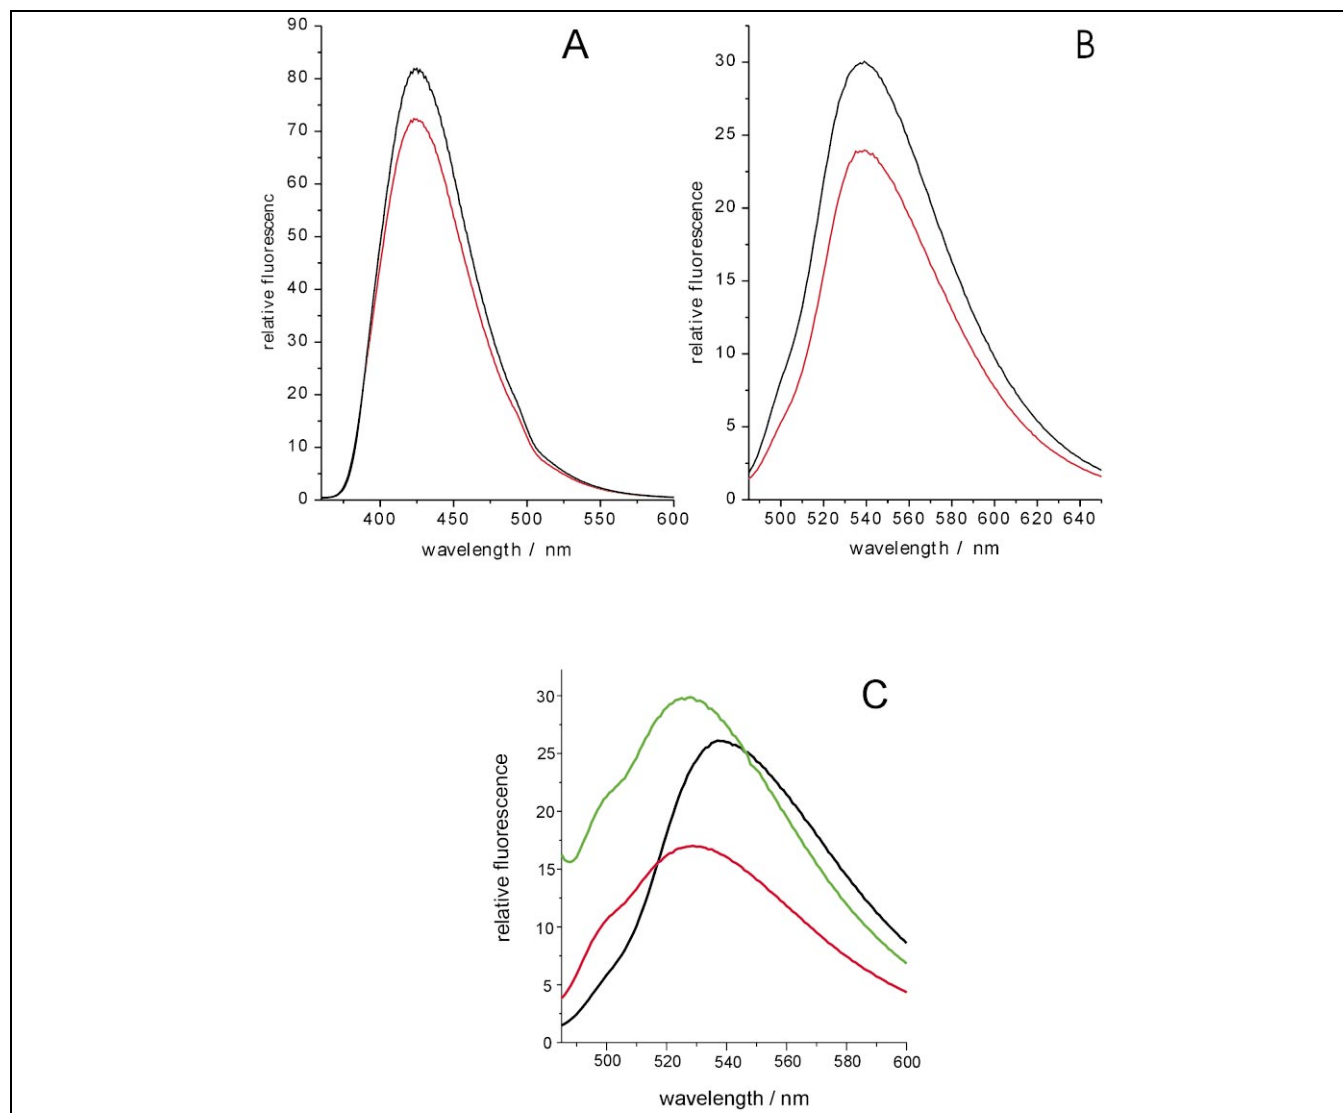 A
90
80
70
60
50
40
30
20
10
0
relative fluorescenc
400 450 500 550 600
wavelength / nm
B
30
25
20
15
10
5
0
relative fluorescence
500 520 540 560 580 600 620 640
wavelength / nm
C
30
25
20
15
10
5
0
relative fluorescence
500 520 540 560 580 600
wavelength / nm